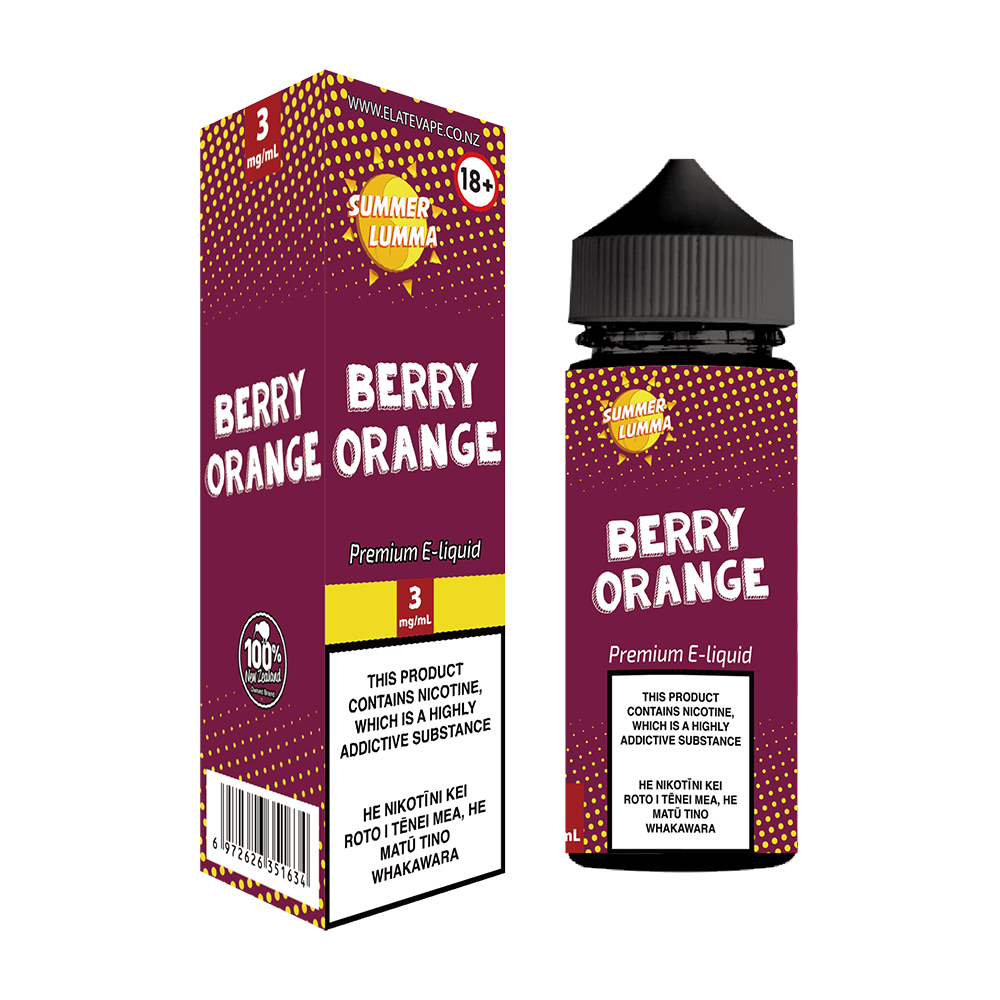 3
mg/mL
WWW.ELATEVAPE.CO.NZ
18+
SUMMER
LUMMA
BERRY
ORANGE
BERRY
ORANGE
Premium E-liquid
3
mg/mL
100%
New Zealand
Owned Brand
THIS PRODUCT
CONTAINS NICOTINE,
WHICH IS A HIGHLY
ADDICTIVE SUBSTANCE
HE NIKOTĪNI KEI
ROTO I TĒNEI MEA, HE
MATŪ TINO
WHAKAWARA
6 972626 351634
SUMMER
LUMMA
BERRY
ORANGE
Premium E-liquid
THIS PRODUCT
CONTAINS NICOTINE,
WHICH IS A HIGHLY
ADDICTIVE SUBSTANCE
HE NIKOTĪNI KEI
ROTO I TĒNEI MEA, HE
MATŪ TINO
WHAKAWARA
mL